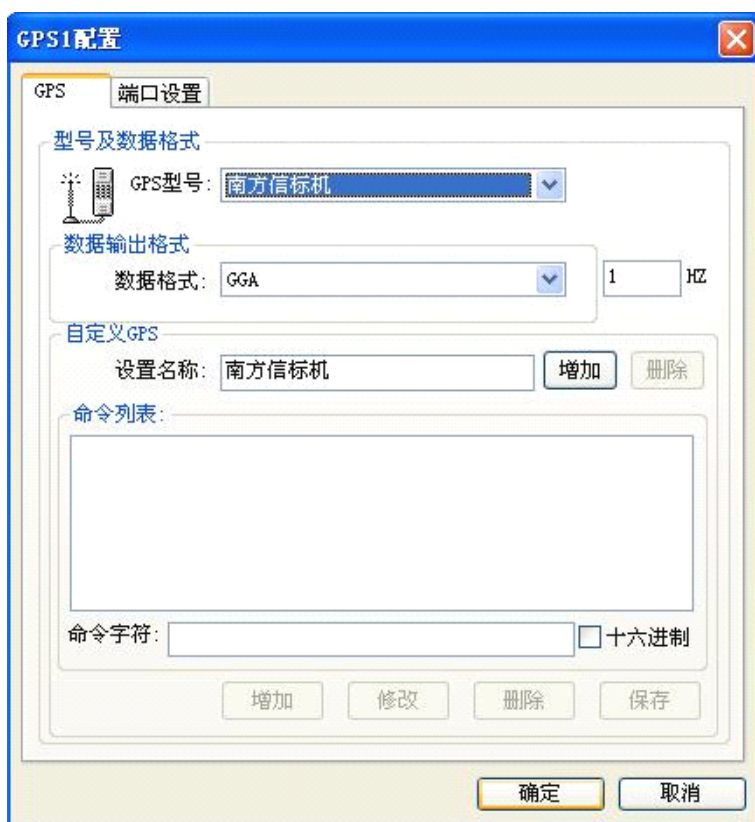 GPS1配置
GPS 端口设置
型号及数据格式
GPS型号: 南方信标机
数据输出格式
数据格式: GGA 1 HZ
自定义GPS
设置名称: 南方信标机 增加 删除
命令列表:
命令字符: 十六进制
增加 修改 删除 保存
确定 取消